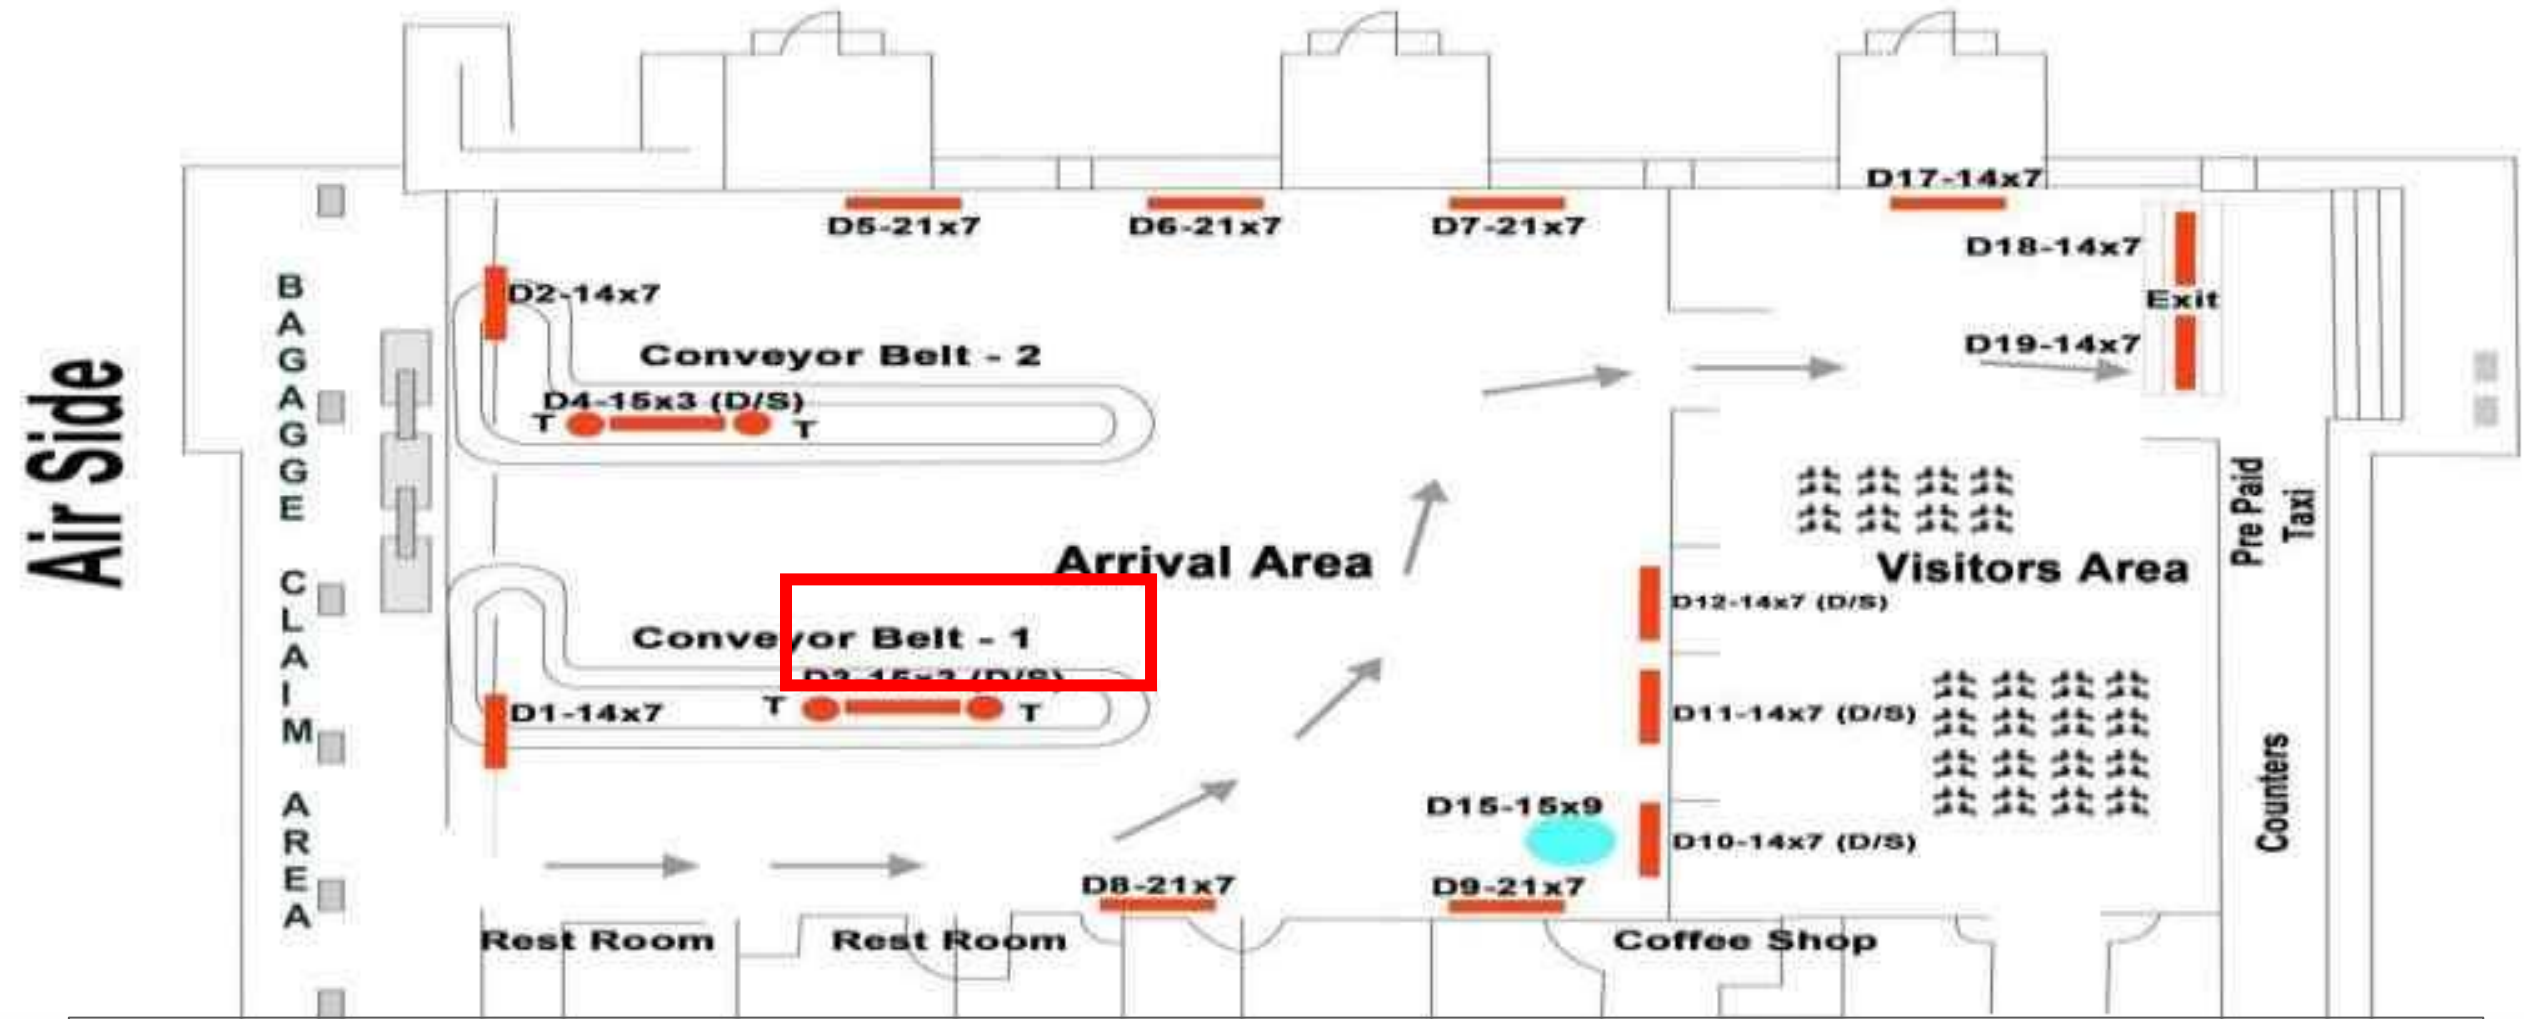 D17-14x7
D5-21x7
D6-21x7
D7-21x7
D18-14x7
Exit
D2-14x7
D19-14x7
Conveyor Belt - 2
D4-15x3 (D/S)
T
T
Air Side
BAGGAGE CLAIM AREA
Pre Paid
Taxi
Arrival Area
Visitors Area
D12-14x7 (D/S)
Conveyor Belt - 1
T
T
D1-14x7
D11-14x7 (D/S)
Counters
D15-15x9
D10-14x7 (D/S)
D8-21x7
D9-21x7
Rest Room
Rest Room
Coffee Shop